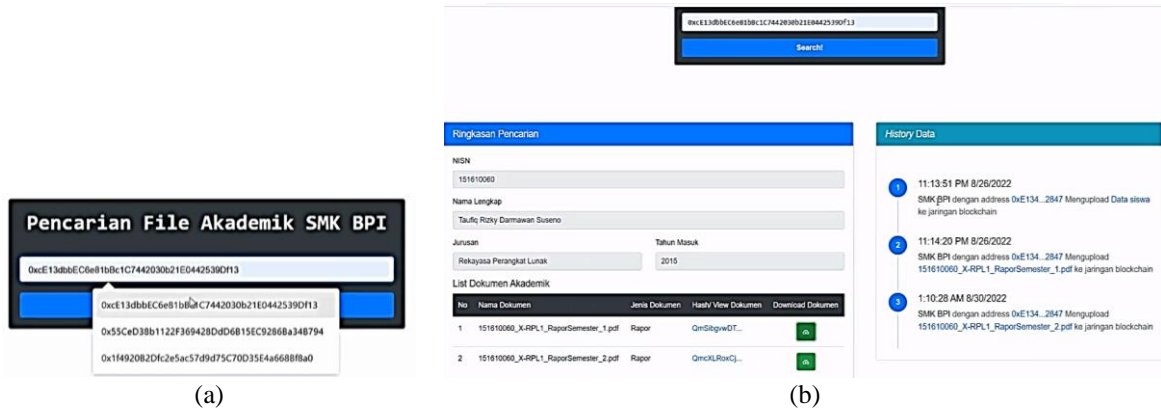 Pencarian File Akademik SMK BPI
0xcE13dbbEC6e81bBc1C7442030b21E0442539Df13
0xcE13dbbEC6e81bBc1C7442030b21E0442539Df13
0x55CeD38b1122F369428DdD6B15EC9286Ba34B794
0x1f4920B2Dfc2e5ac57d9d75C70D35E4a668Bf8a0
(a)
0xcE13dbbEC6e81bBc1C7442030b21E0442539Df13
Search!
Ringkasan Pencarian
NISN
151610060
Nama Lengkap
Taufiq Rizky Darmawan Suseno
Jurusan Tahun Masuk
Rekayasa Perangkat Lunak 2015
List Dokumen Akademik
No Nama Dokumen Jenis Dokumen Hash/ View Dokumen Download Dokumen
1 151610060_X-RPL1_RaporSemester_1.pdf Rapor QmSibgvwDT...
2 151610060_X-RPL1_RaporSemester_2.pdf Rapor QmcXLRoxCj...
History Data
1 11:13:51 PM 8/26/2022
SMK BPI dengan address 0xE134...2847 Mengupload Data siswa
ke jaringan blockchain
2 11:14:20 PM 8/26/2022
SMK BPI dengan address 0xE134...2847 Mengupload
151610060_X-RPL1_RaporSemester_1.pdf ke jaringan blockchain
3 1:10:28 AM 8/30/2022
SMK BPI dengan address 0xE134...2847 Mengupload
151610060_X-RPL1_RaporSemester_2.pdf ke jaringan blockchain
(b)